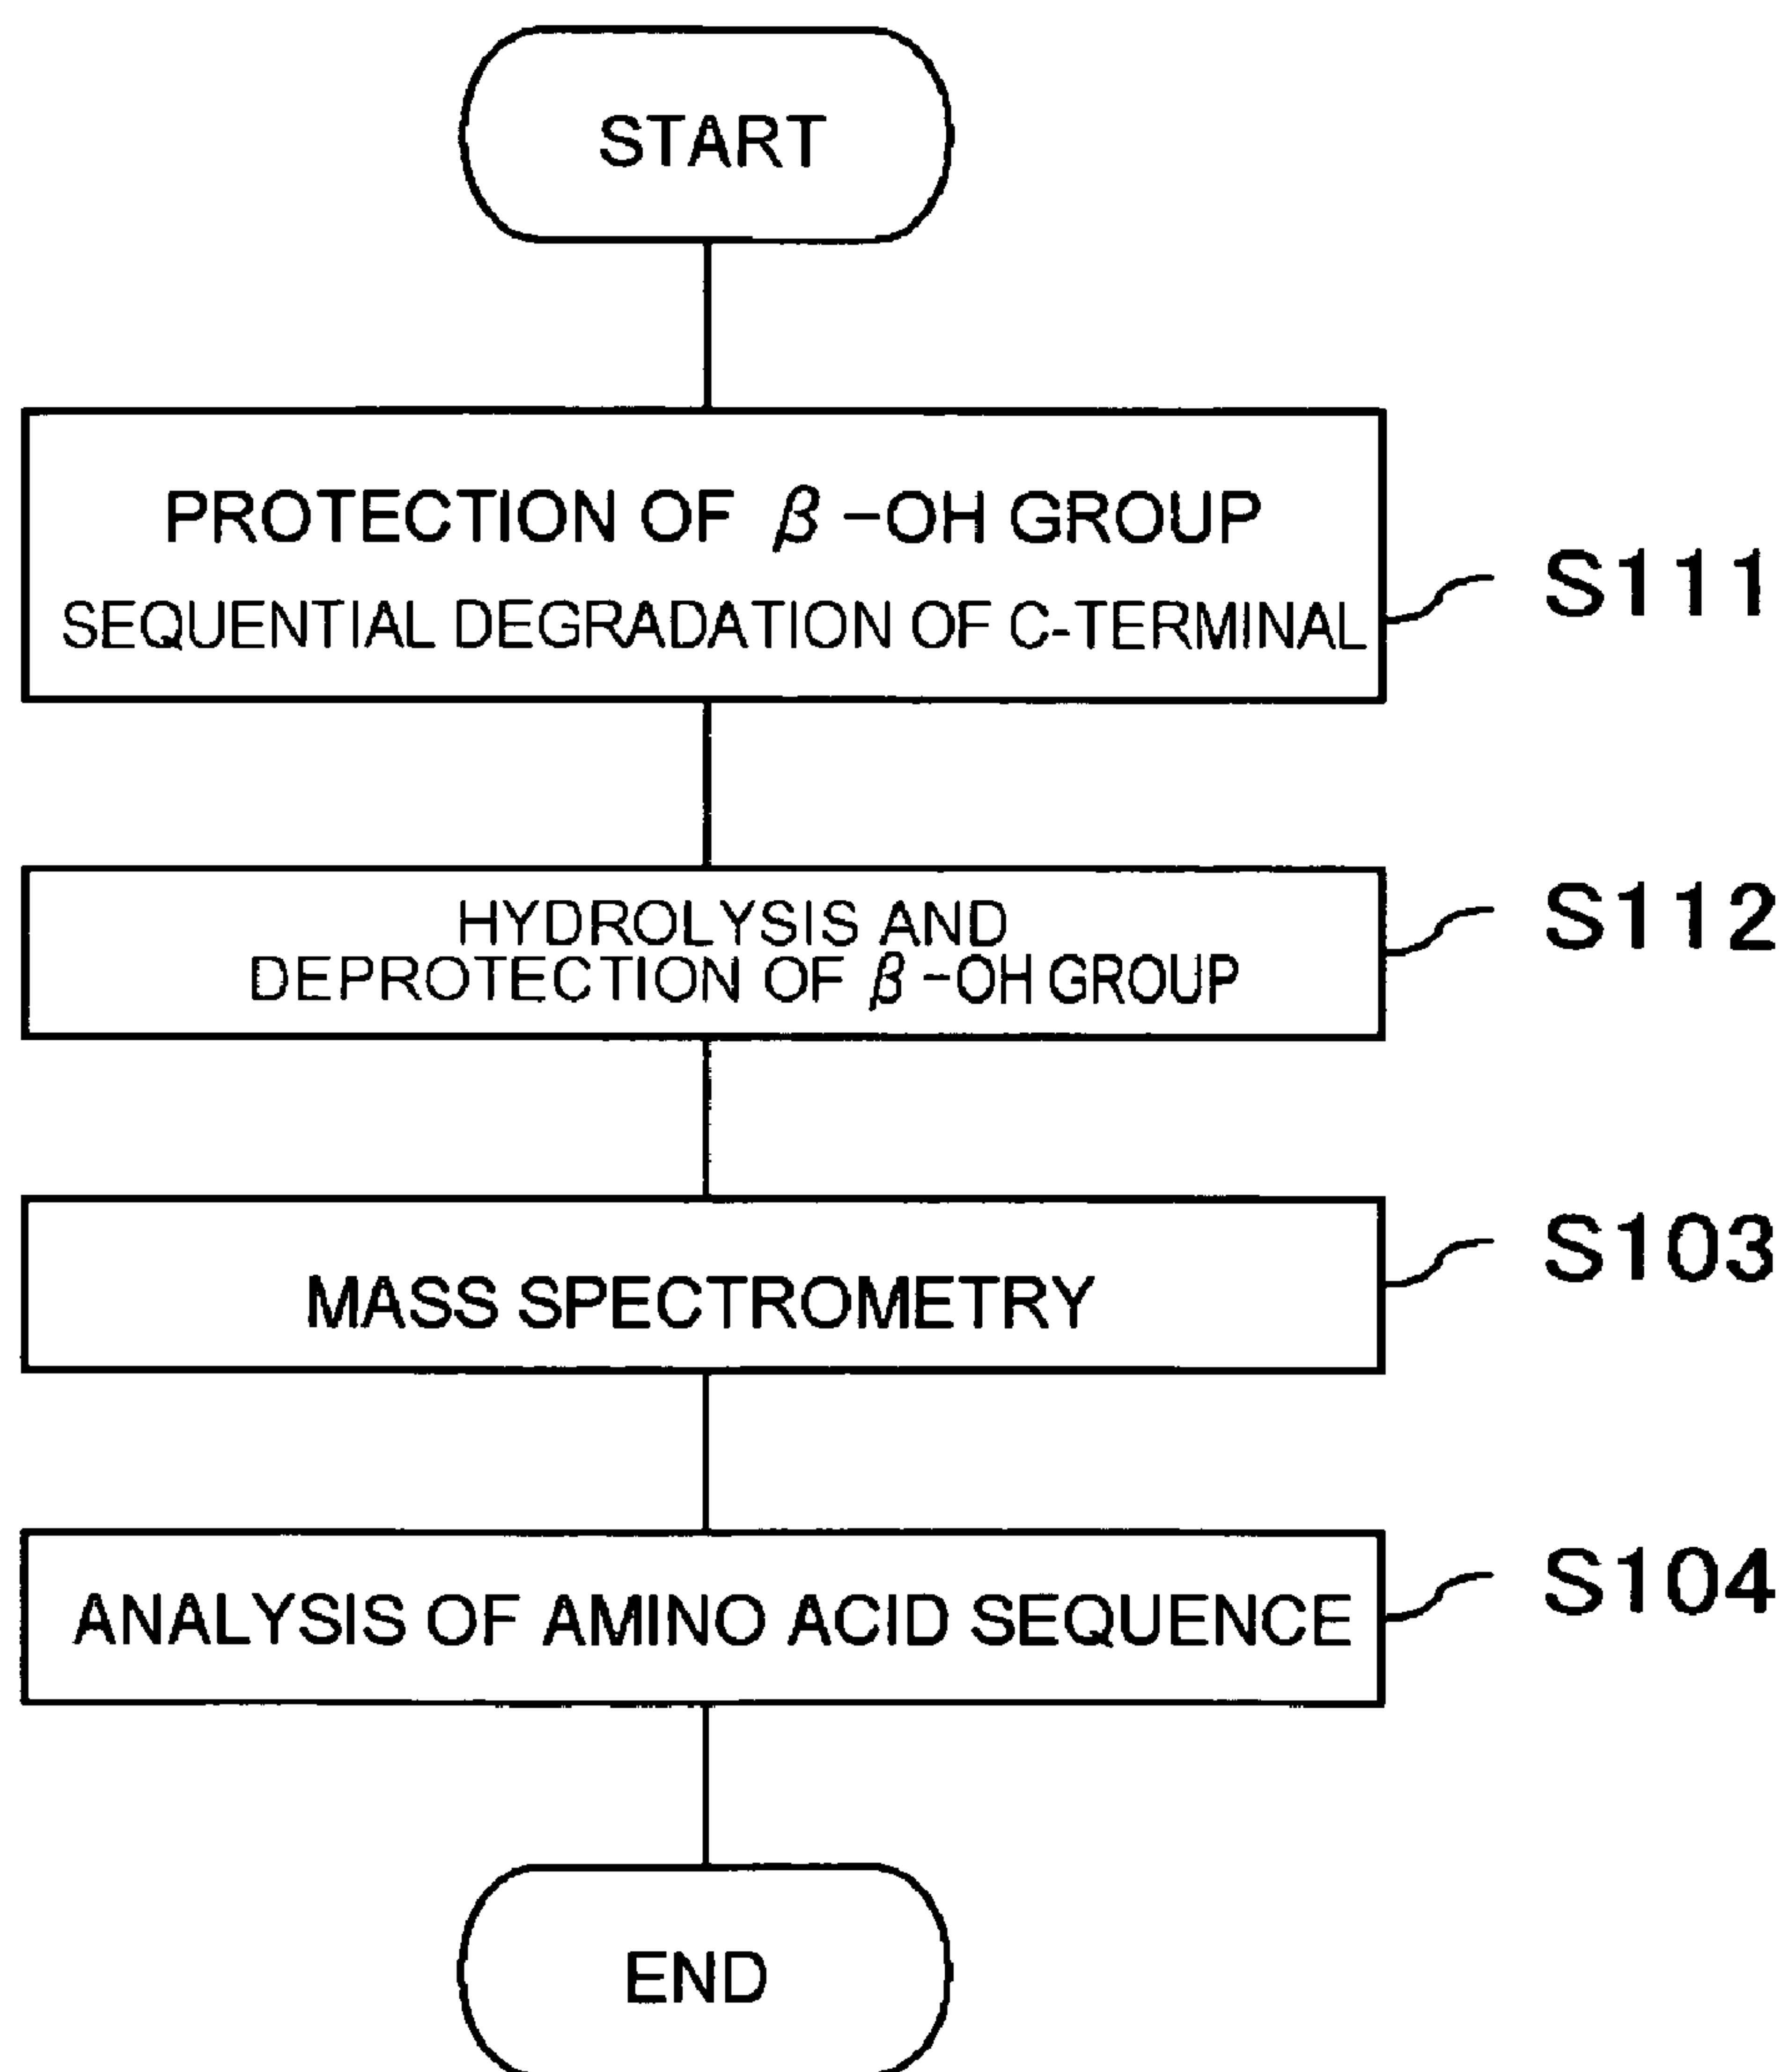 START
PROTECTION OF β-OH GROUP
SEQUENTIAL DEGRADATION OF C-TERMINAL
S111
HYDROLYSIS AND
DEPROTECTION OF β-OH GROUP
S112
MASS SPECTROMETRY
S103
ANALYSIS OF AMINO ACID SEQUENCE
S104
END